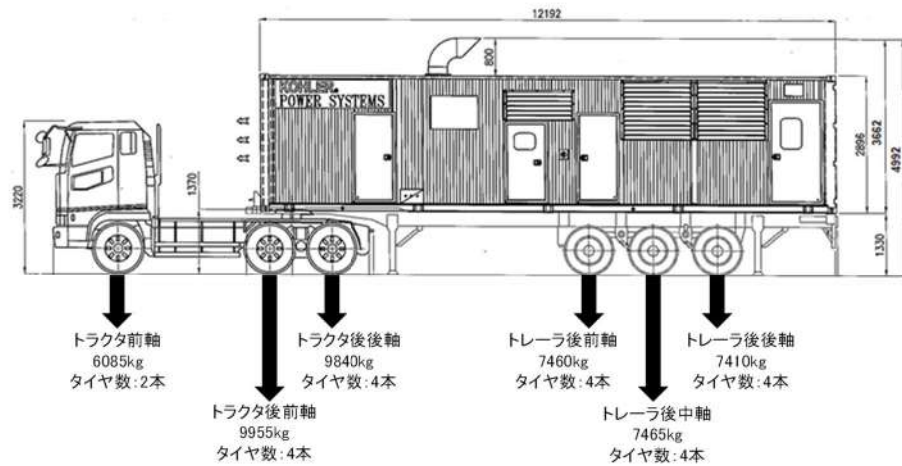 12192
800
KOHLER
POWER SYSTEMS
3220
1370
2896
3662
4992
1330
トラクタ前軸
6085kg
タイヤ数:2本
トラクタ後前軸
9955kg
タイヤ数:4本
トラクタ後後軸
9840kg
タイヤ数:4本
トレーラ後前軸
7460kg
タイヤ数:4本
トレーラ後中軸
7465kg
タイヤ数:4本
トレーラ後後軸
7410kg
タイヤ数:4本